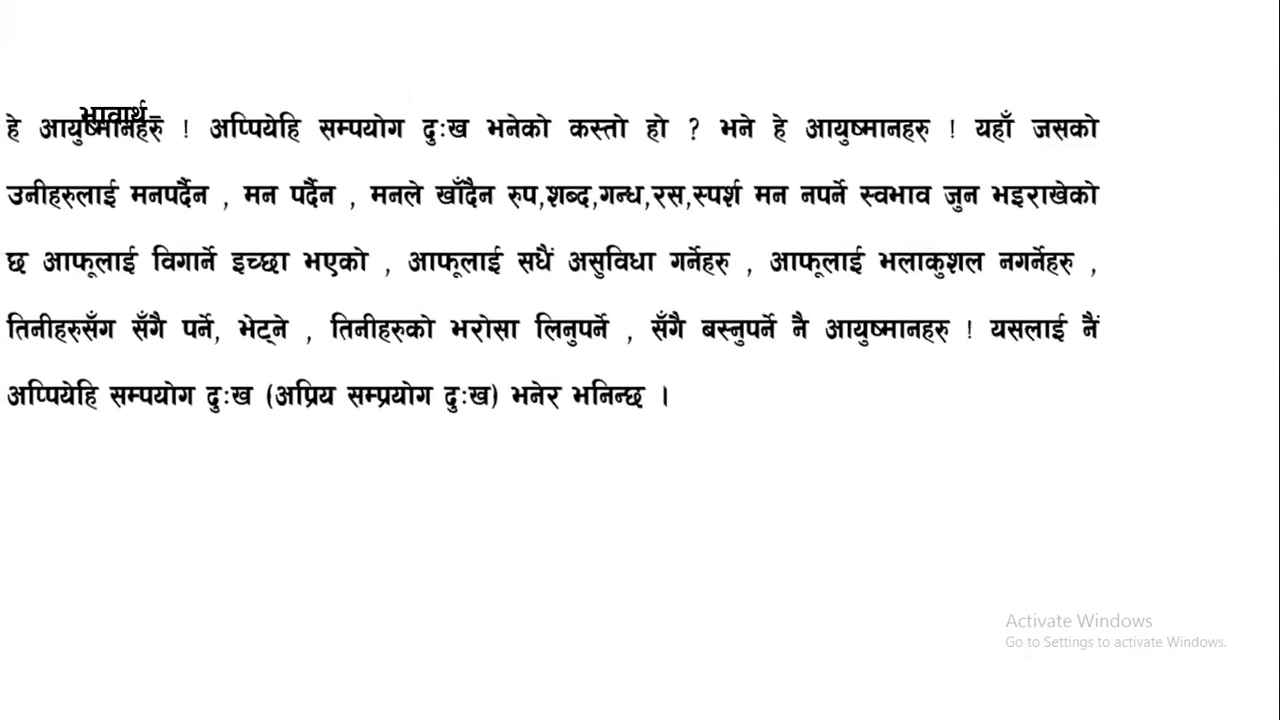 भावार्थ–
हे आयुष्मानहरु ! अप्पियेहि सम्पयोग दुःख भनेको कस्तो हो ? भने हे आयुष्मानहरु ! यहाँ जसको
उनीहरुलाई मनपर्दैन , मन पर्दैन , मनले खाँदैन रुप,शब्द,गन्ध,रस,स्पर्श मन नपर्ने स्वभाव जुन भइराखेको
छ आफूलाई विगार्ने इच्छा भएको , आफूलाई सधैं असुविधा गर्नेहरु , आफूलाई भलाकुशल नगर्नेहरु ,
तिनीहरुसँग सँगै पर्ने, भेट्ने , तिनीहरुको भरोसा लिनुपर्ने , सँगै बस्नुपर्ने नै आयुष्मानहरु ! यसलाई नैं
अप्पियेहि सम्पयोग दुःख (अप्रिय सम्प्रयोग दुःख) भनेर भनिन्छ ।
Activate Windows
Go to Settings to activate Windows.